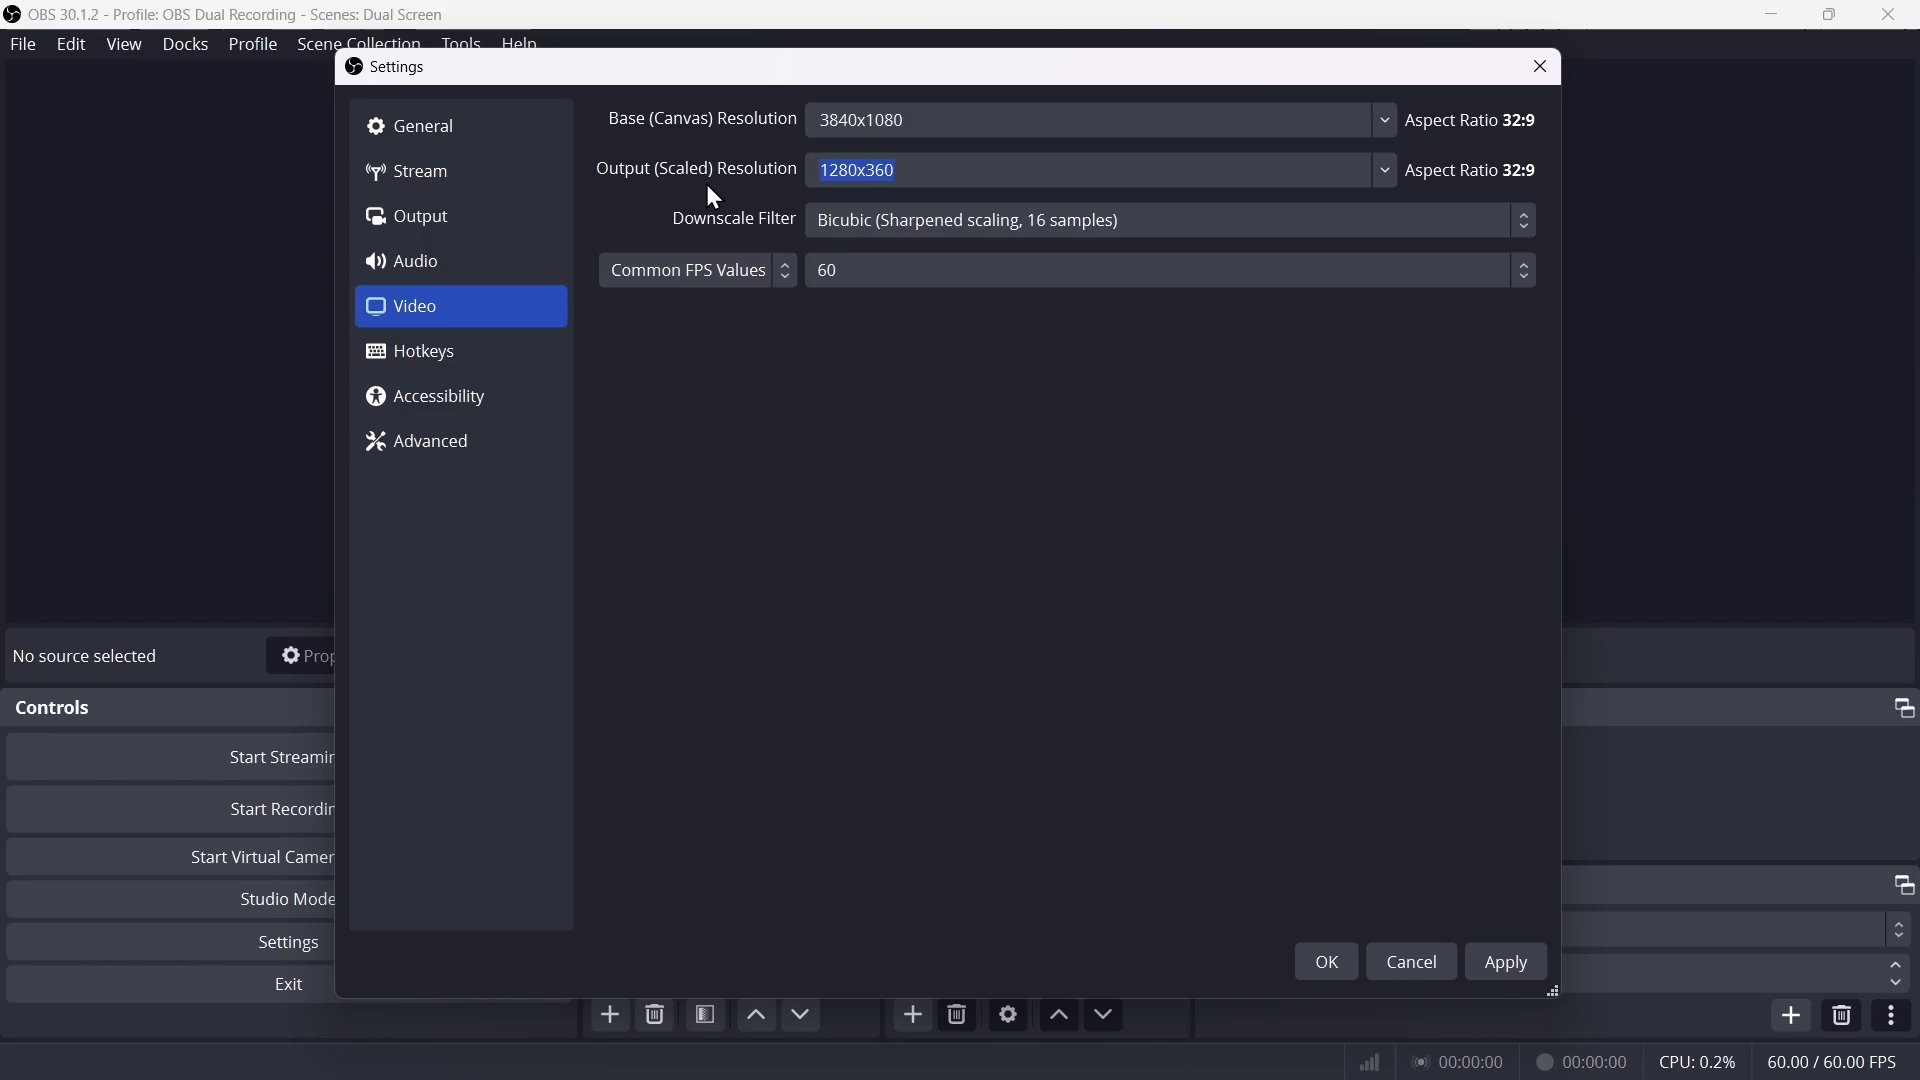 OBS 30.1.2 - Profile: OBS Dual Recording - Scenes: Dual Screen
File Edit View Docks Profile Scene Collection Tools Help
Settings
General
Stream
Output
Audio
Video
Hotkeys
Accessibility
Advanced
Base (Canvas) Resolution 3840x1080 Aspect Ratio 32:9
Output (Scaled) Resolution 1280x360 Aspect Ratio 32:9
Downscale Filter Bicubic (Sharpened scaling, 16 samples)
Common FPS Values 60
OK Cancel Apply
No source selected Prop
Controls
Start Streamin
Start Recordin
Start Virtual Camer
Studio Mode
Settings
Exit
00:00:00 00:00:00 CPU: 0.2% 60.00 / 60.00 FPS